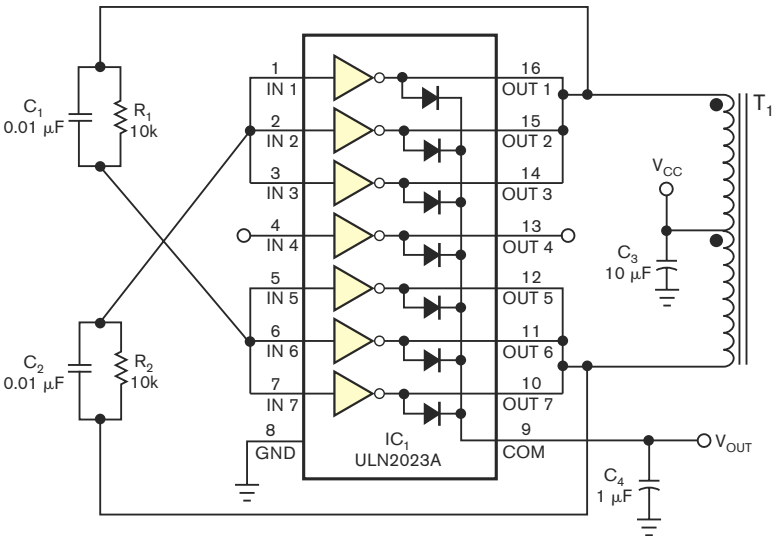 1
IN 1
16
OUT 1
T1
C1
0.01 µF
R1
10k
2
IN 2
15
OUT 2
3
IN 3
14
OUT 3
VCC
4
IN 4
13
OUT 4
C3
10 µF
5
IN 5
12
OUT 5
6
IN 6
11
OUT 6
C2
0.01 µF
R2
10k
7
IN 7
10
OUT 7
8
GND
IC1
ULN2023A
9
COM
VOUT
C4
1 µF